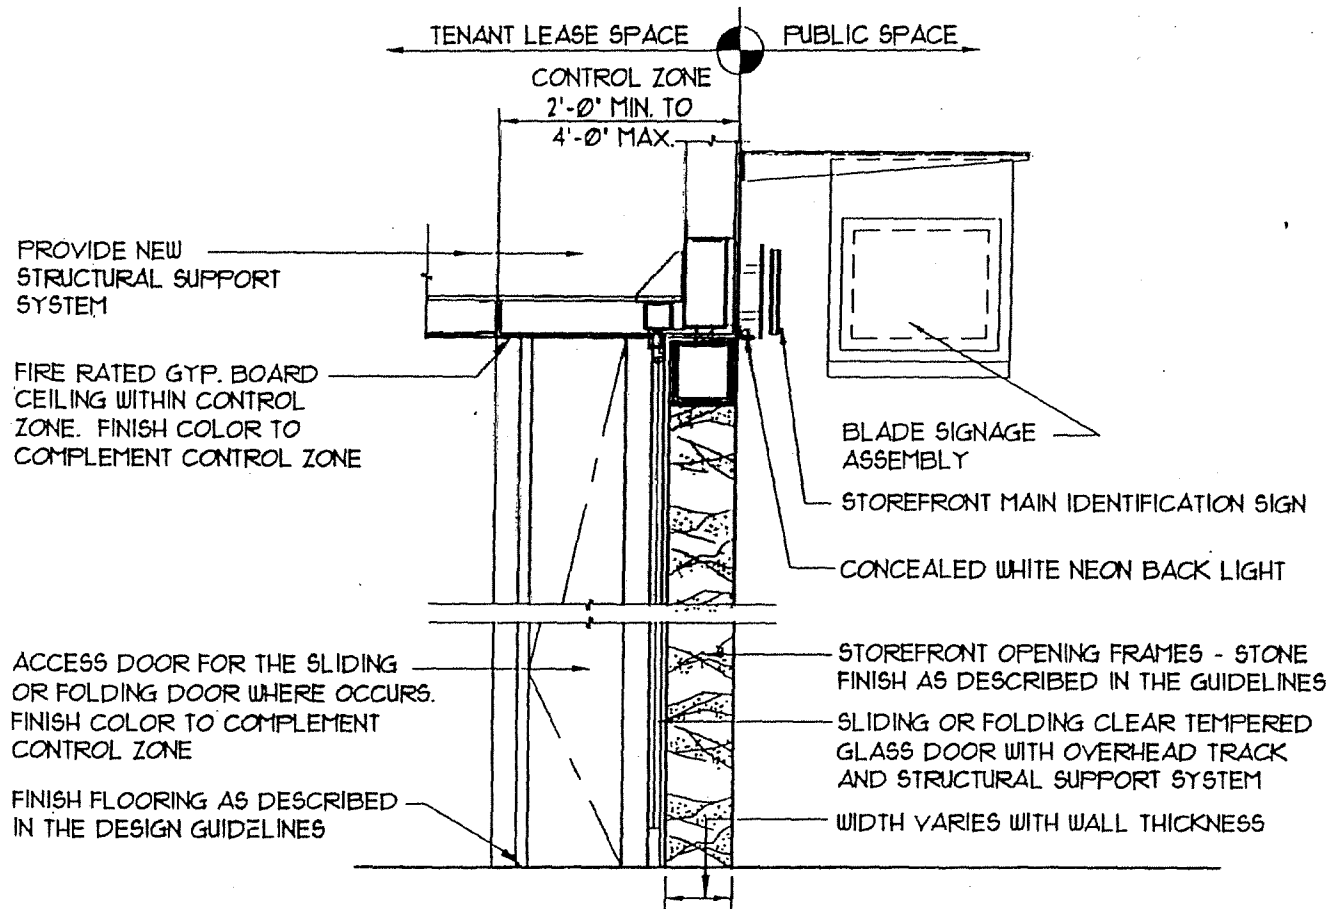 TENANT LEASE SPACE
PUBLIC SPACE
CONTROL ZONE
2'-0" MIN. TO
4'-0" MAX.
PROVIDE NEW
STRUCTURAL SUPPORT
SYSTEM
FIRE RATED GYP. BOARD
CEILING WITHIN CONTROL
ZONE. FINISH COLOR TO
COMPLEMENT CONTROL ZONE
BLADE SIGNAGE
ASSEMBLY
STOREFRONT MAIN IDENTIFICATION SIGN
CONCEALED WHITE NEON BACK LIGHT
ACCESS DOOR FOR THE SLIDING
OR FOLDING DOOR WHERE OCCURS.
FINISH COLOR TO COMPLEMENT
CONTROL ZONE
FINISH FLOORING AS DESCRIBED
IN THE DESIGN GUIDELINES
STOREFRONT OPENING FRAMES - STONE
FINISH AS DESCRIBED IN THE GUIDELINES
SLIDING OR FOLDING CLEAR TEMPERED
GLASS DOOR WITH OVERHEAD TRACK
AND STRUCTURAL SUPPORT SYSTEM
WIDTH VARIES WITH WALL THICKNESS